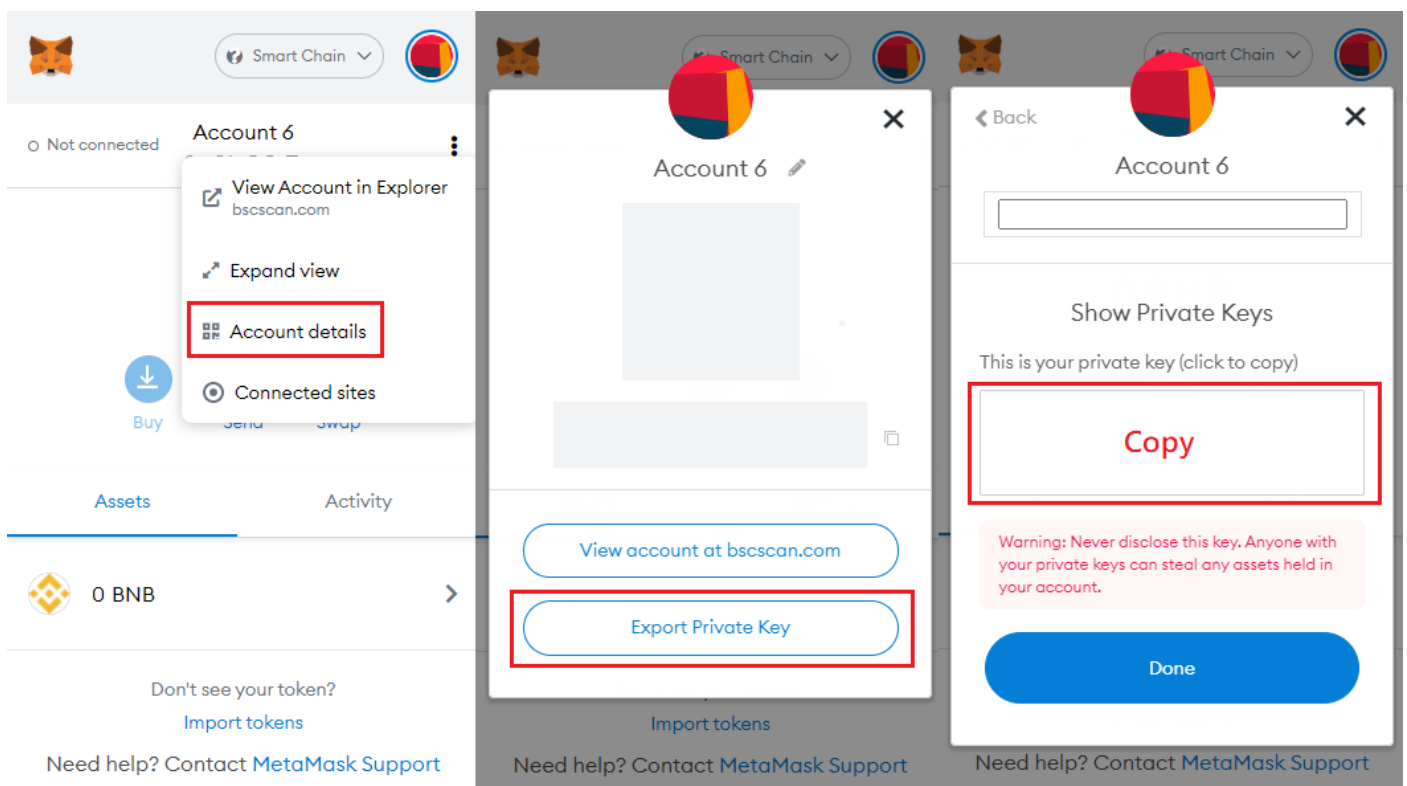 Smart Chain
Not connected
Account 6
View Account in Explorer
bscscan.com
Expand view
Account details
Connected sites
Buy
Send
Swap
Assets
Activity
0 BNB
Don't see your token?
Import tokens
Need help? Contact MetaMask Support
Smart Chain
Account 6
View account at bscscan.com
Export Private Key
Import tokens
Need help? Contact MetaMask Support
Smart Chain
Back
Account 6
Show Private Keys
This is your private key (click to copy)
Copy
Warning: Never disclose this key. Anyone with
your private keys can steal any assets held in
your account.
Done
Need help? Contact MetaMask Support